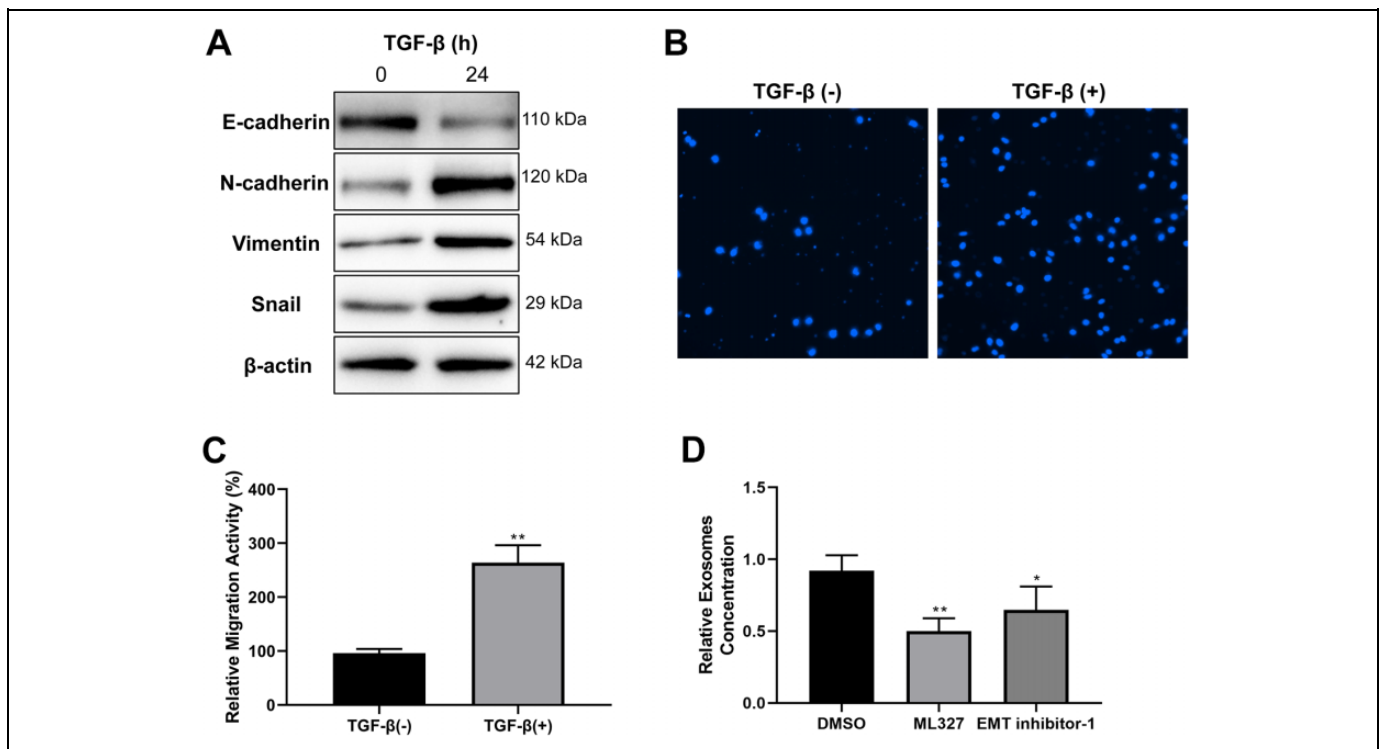 A
TGF-β (h)
0 24
E-cadherin 110 kDa
N-cadherin 120 kDa
Vimentin 54 kDa
Snail 29 kDa
β-actin 42 kDa
B
TGF-β (-) TGF-β (+)
C
Relative Migration Activity (%)
400
300
200
100
0
**
TGF-β(-) TGF-β(+)
D
Relative Exosomes
Concentration
1.5
1.0
0.5
0.0
**
*
DMSO ML327 EMT inhibitor-1